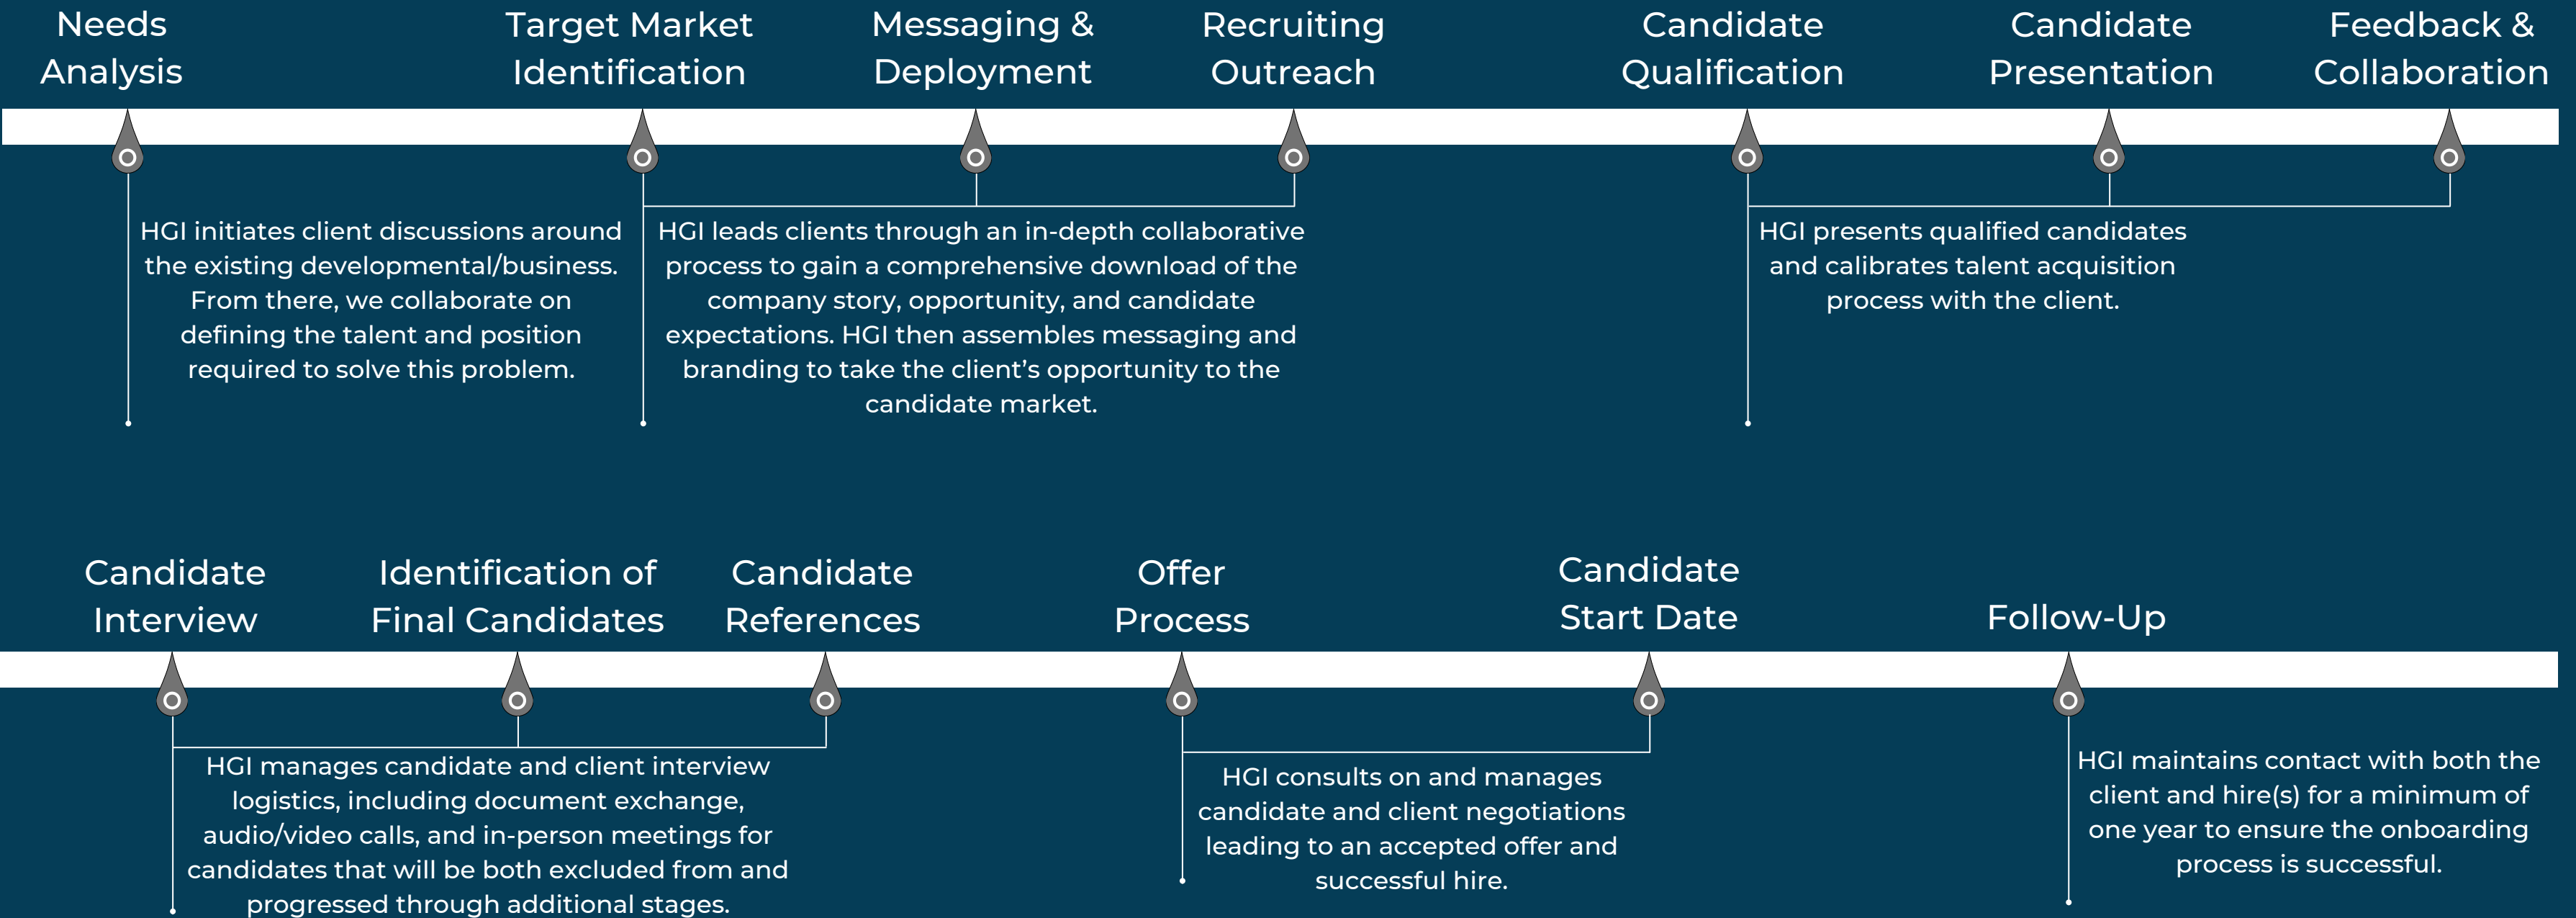 Needs
Analysis
Target Market
Identification
Messaging &
Deployment
Recruiting
Outreach
Candidate
Qualification
Candidate
Presentation
Feedback &
Collaboration
HGI initiates client discussions around
the existing developmental/business.
From there, we collaborate on
defining the talent and position
required to solve this problem.
HGI leads clients through an in-depth collaborative
process to gain a comprehensive download of the
company story, opportunity, and candidate
expectations. HGI then assembles messaging and
branding to take the client’s opportunity to the
candidate market.
HGI presents qualified candidates
and calibrates talent acquisition
process with the client.
Candidate
Interview
Identification of
Final Candidates
Candidate
References
Offer
Process
Candidate
Start Date
Follow-Up
HGI manages candidate and client interview
logistics, including document exchange,
audio/video calls, and in-person meetings for
candidates that will be both excluded from and
progressed through additional stages.
HGI consults on and manages
candidate and client negotiations
leading to an accepted offer and
successful hire.
HGI maintains contact with both the
client and hire(s) for a minimum of
one year to ensure the onboarding
process is successful.